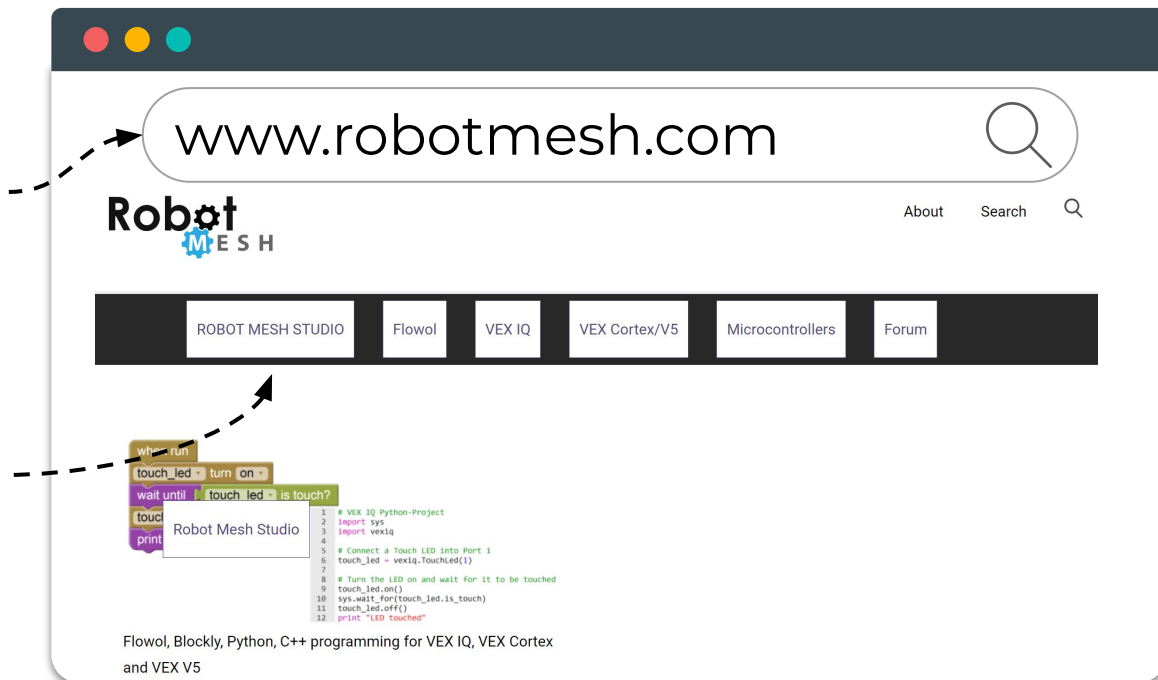 www.robotmesh.com
Robot
MESH
About Search
ROBOT MESH STUDIO Flowol VEX IQ VEX Cortex/V5 Microcontrollers Forum
when run
touch_led turn on
wait until touch_led is touch?
touc
print
Robot Mesh Studio
1 # VEX IQ Python-Project
2 import sys
3 import vexiq
4
5 # Connect a Touch LED into Port 1
6 touch_led = vexiq.TouchLed(1)
7
8 # Turn the LED on and wait for it to be touched
9 touch_led.on()
10 sys.wait_for(touch_led.is_touch)
11 touch_led.off()
12 print "LED touched"
Flowol, Blockly, Python, C++ programming for VEX IQ, VEX Cortex
and VEX V5